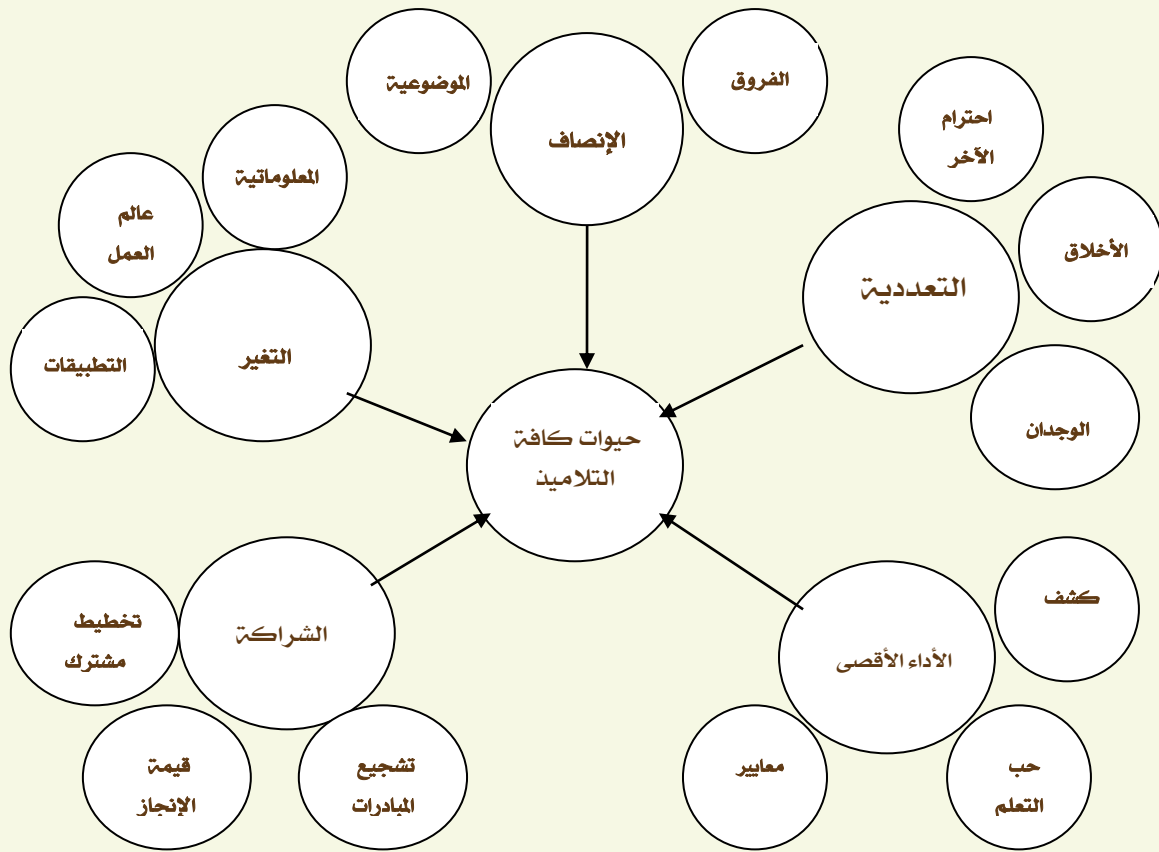 الفروق
الإنصاف
الموضوعية
احترام
الآخر
الأخلاق
التعددية
الوجدان
المعلوماتية
عالم
العمل
التغير
التطبيقات
حيوات كافة
التلاميذ
كشف
الأداء الأقصى
حب
التعلم
معايير
الشراكة
تخطيط
مشترك
تشجيع
المبادرات
قيمة
الإنجاز